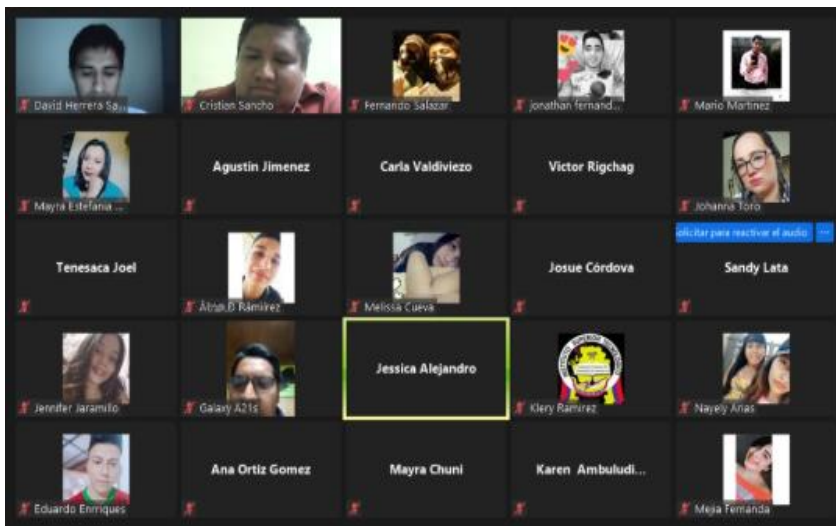 David Herrera Sa...
Cristian Sancho
Fernando Salazar
Jonathan fernand...
Mario Martinez
Mayra Estefania ...
Agustin Jimenez
Carla Valdiviezo
Victor Rigchag
Johanna Toro
Tenesaca Joel
Ramírez
Melissa Cueva
Josue Córdova
Solicitar para reactivar el audio ...
Sandy Lata
Jennifer Jaramillo
Galaxy A21s
Jessica Alejandro
Klery Ramirez
Nayely Arias
Eduardo Enriques
Ana Ortiz Gomez
Mayra Chuni
Karen Ambuludi...
Mejia Fernanda